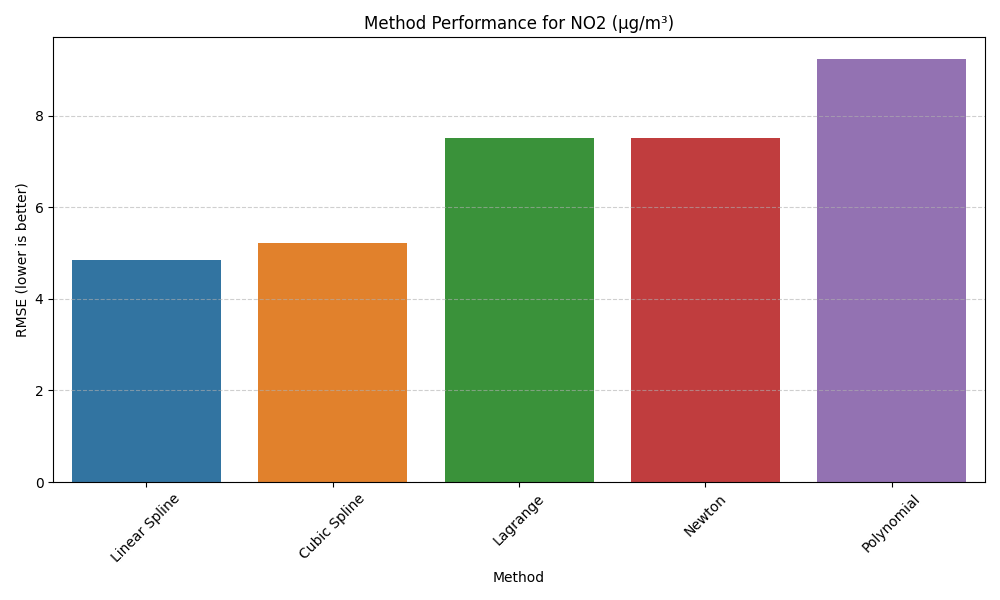 Method Performance for NO2 (µg/m³)
RMSE (lower is better)
8
6
4
2
0
Linear Spline
Cubic Spline
Lagrange
Newton
Polynomial
Method